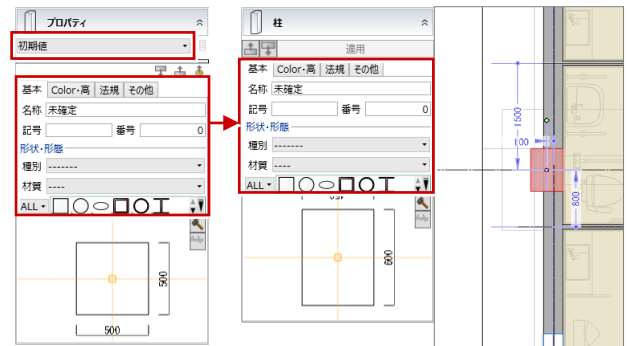 プロパティ
初期値
基本 Color・高 法規 その他
名称 未確定
記号 番号 0
形状・形態
種別 -------
材質 ----
ALL
500
500
柱
適用
基本 Color・高 法規 その他
名称 未確定
記号 番号 0
形状・形態
種別 -------
材質 ----
ALL
600
1500
100
800